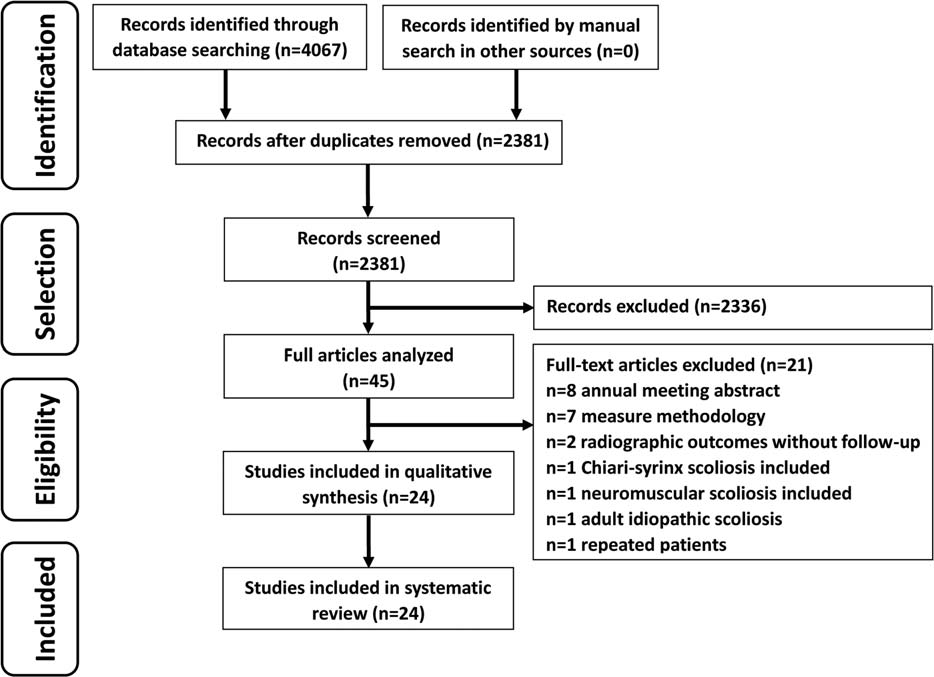 Identification
Records identified through
database searching (n=4067)
Records identified by manual
search in other sources (n=0)
Records after duplicates removed (n=2381)
Selection
Records screened
(n=2381)
Records excluded (n=2336)
Full articles analyzed
(n=45)
Eligibility
Full-text articles excluded (n=21)
n=8 annual meeting abstract
n=7 measure methodology
n=2 radiographic outcomes without follow-up
n=1 Chiari-syrinx scoliosis included
n=1 neuromuscular scoliosis included
n=1 adult idiopathic scoliosis
n=1 repeated patients
Studies included in qualitative
synthesis (n=24)
Included
Studies included in systematic
review (n=24)